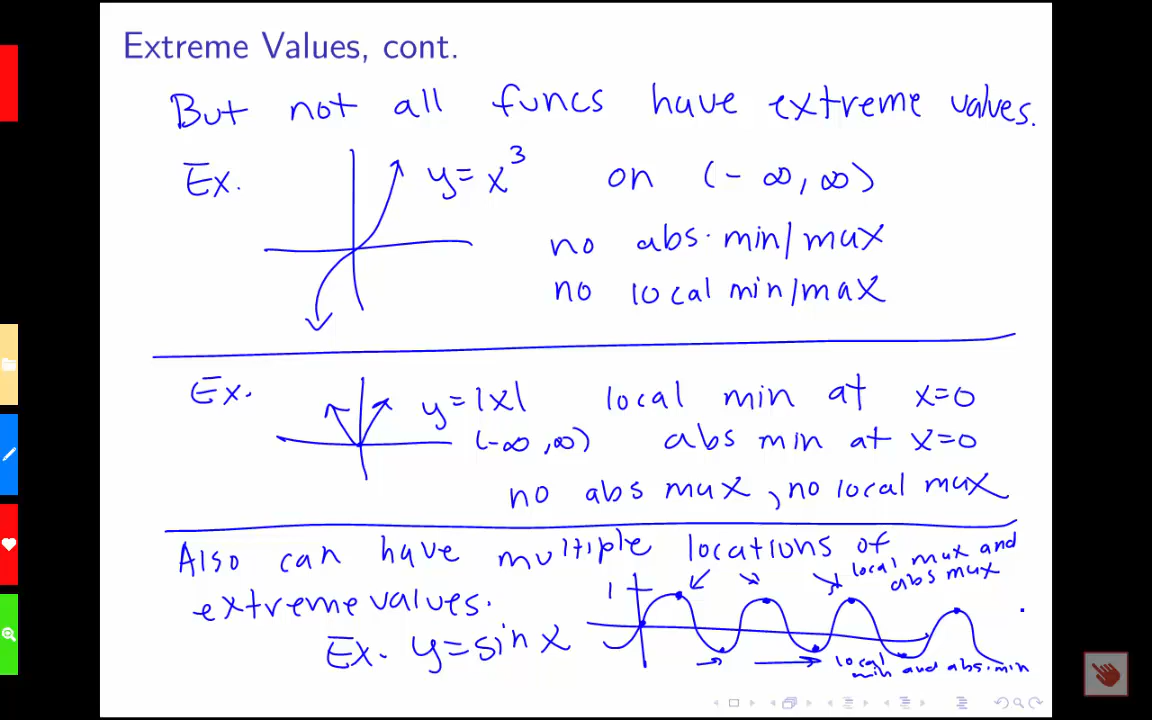 Extreme Values, cont.
But not all funcs have extreme values.
Ex. y=x³ on (-∞,∞)
no abs. min/max
no local min/max
Ex. y=|x| local min at x=0
(-∞,∞) abs min at x=0
no abs max, no local max
Also can have multiple locations of
extreme values.
local max and
abs max
1
Ex. y=sin x
local
min and abs.min